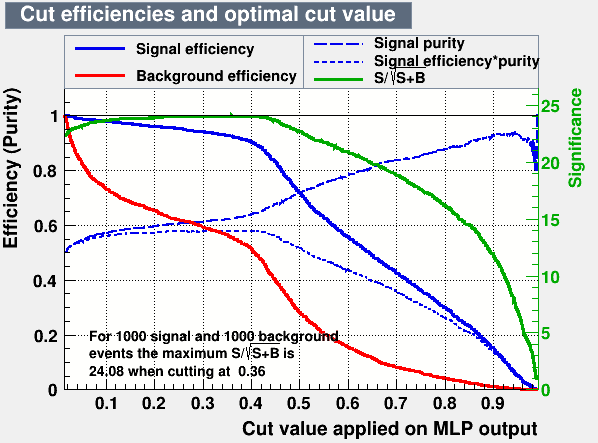 Cut efficiencies and optimal cut value
Signal efficiency
Background efficiency
Signal purity
Signal efficiency*purity
S/√S+B
Efficiency (Purity)
1
0.8
0.6
0.4
0.2
0
25
20
15
10
5
0
Significance
For 1000 signal and 1000 background
events the maximum S/√S+B is
24.08 when cutting at 0.36
0.1 0.2 0.3 0.4 0.5 0.6 0.7 0.8 0.9
Cut value applied on MLP output